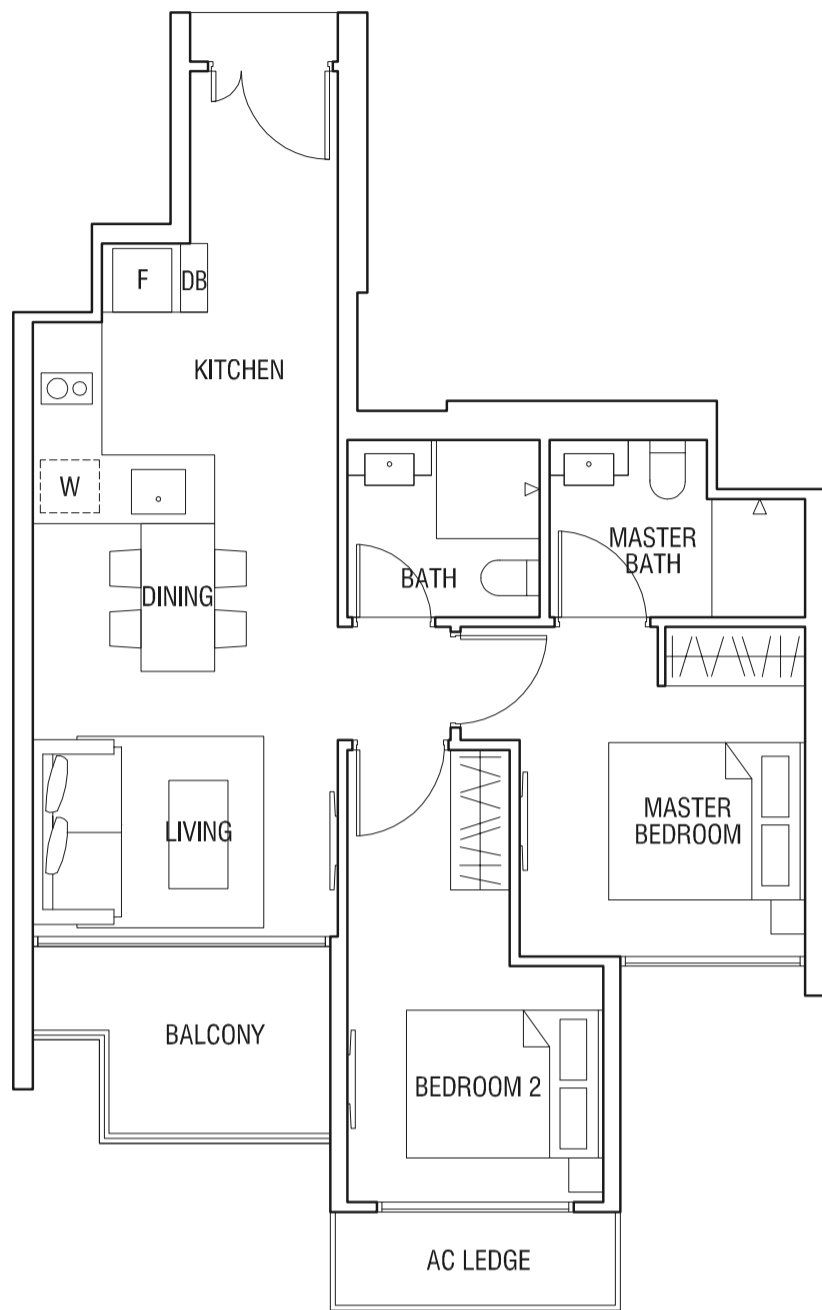 F
DB
KITCHEN
W
DINING
BATH
MASTER
BATH
LIVING
MASTER
BEDROOM
BALCONY
BEDROOM 2
AC LEDGE